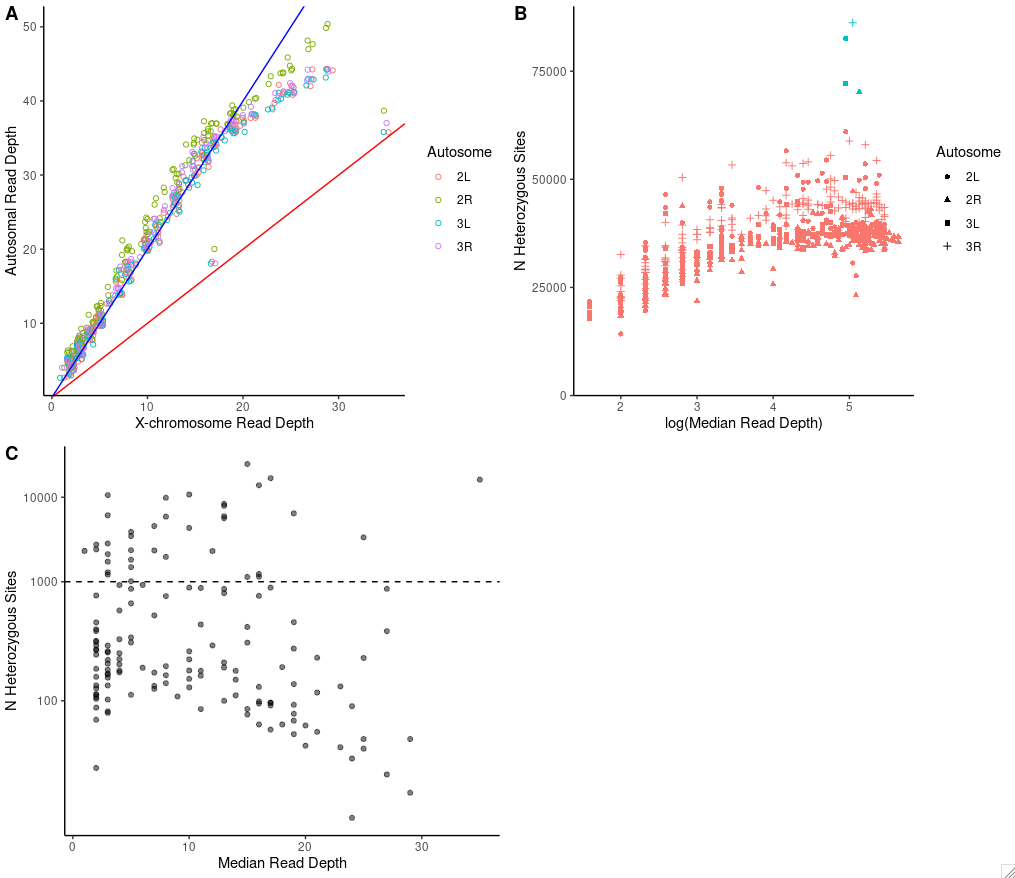 A
Autosomal Read Depth
50
40
30
20
10
0
10
20
30
X-chromosome Read Depth
Autosome
2L
2R
3L
3R
B
N Heterozygous Sites
75000
50000
25000
0
2
3
4
5
log(Median Read Depth)
Autosome
2L
2R
3L
3R
C
N Heterozygous Sites
10000
1000
100
0
10
20
30
Median Read Depth